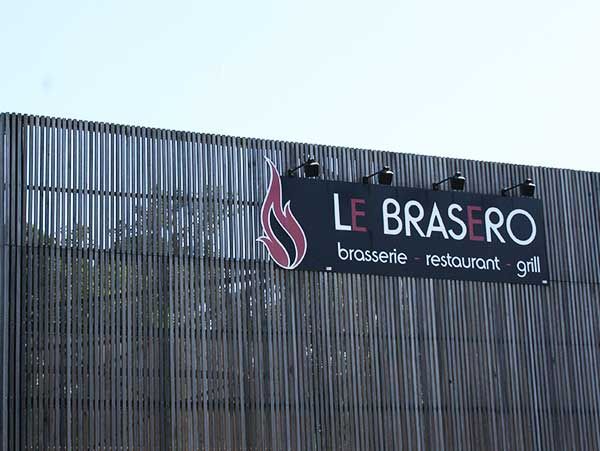 LE BRASERO
brasserie - restaurant - grill